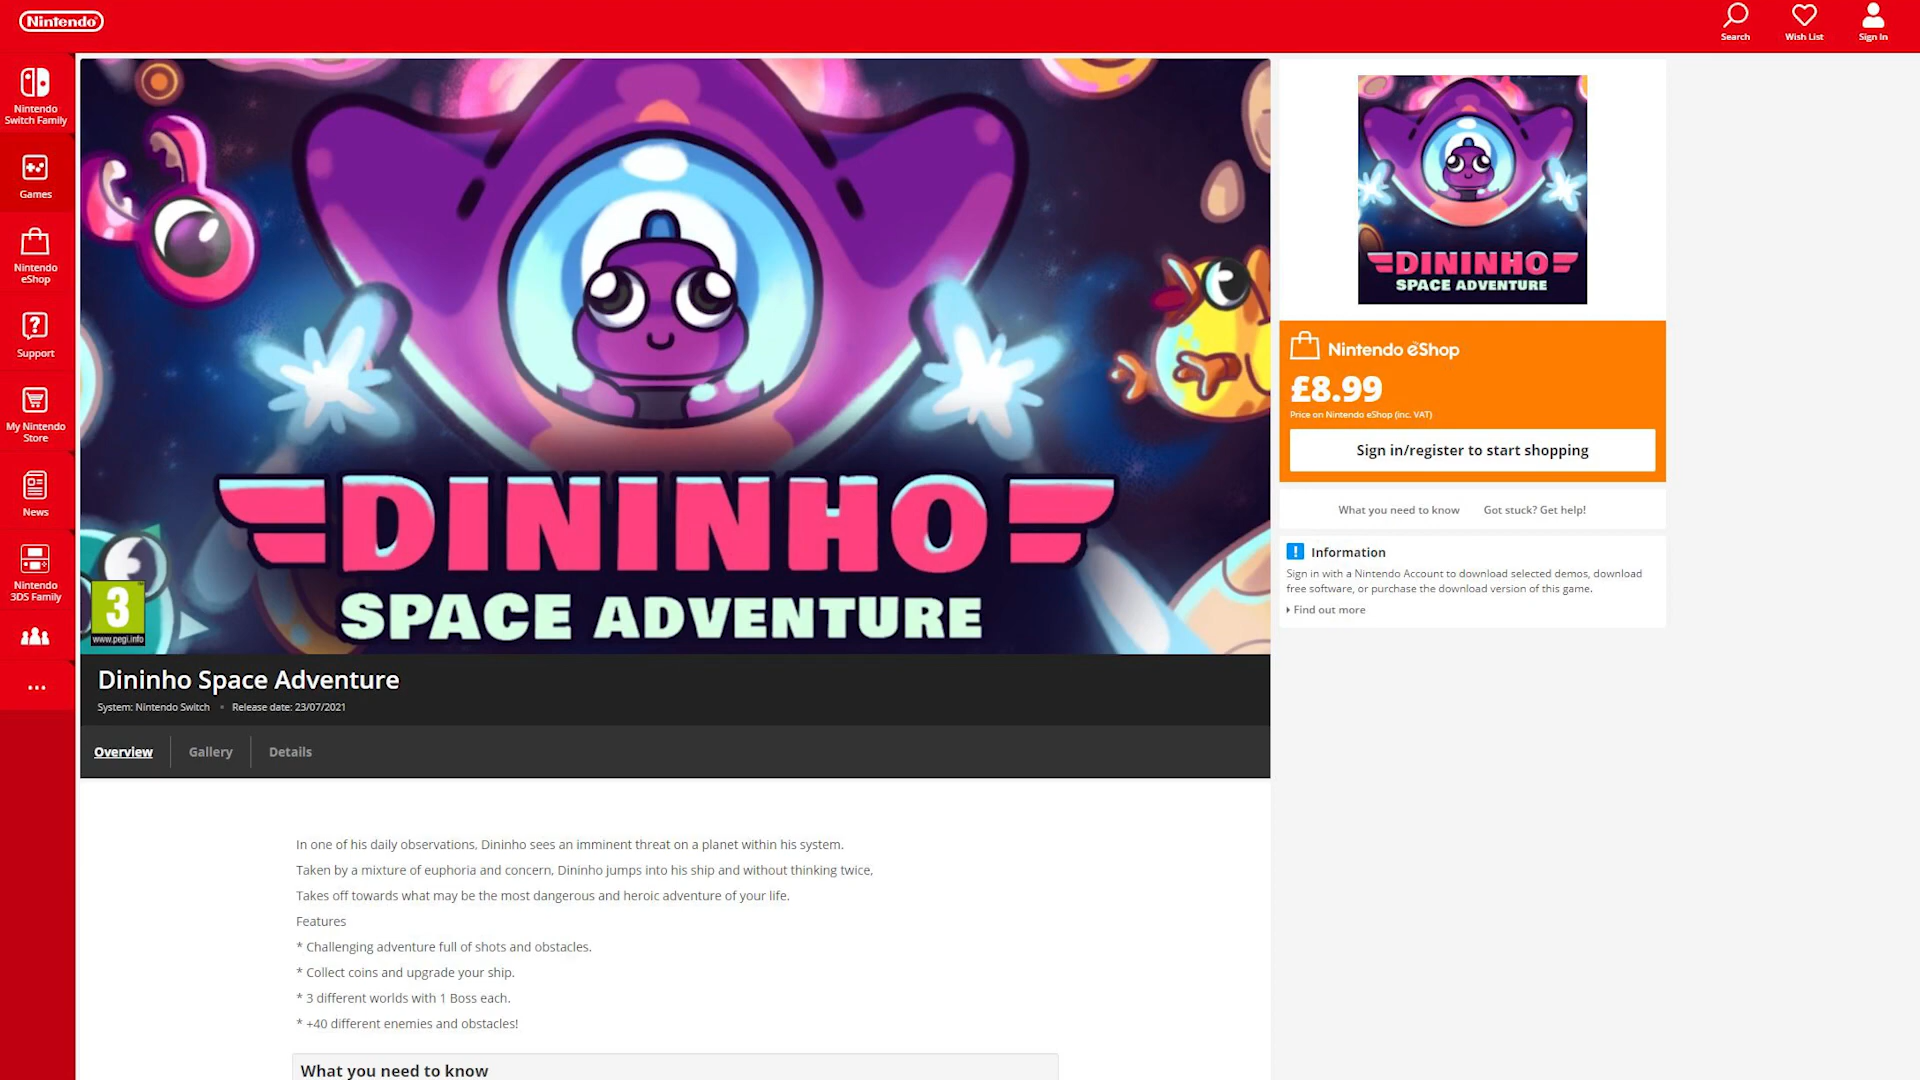 Nintendo
Search
Wish List
Sign In
Nintendo
Switch Family
Games
Nintendo
eShop
Support
My Nintendo
Store
News
Nintendo
3DS Family
DININHO
SPACE ADVENTURE
3
www.pegi.info
Dininho Space Adventure
System: Nintendo Switch • Release date: 23/07/2021
Overview
Gallery
Details
In one of his daily observations, Dininho sees an imminent threat on a planet within his system.
Taken by a mixture of euphoria and concern, Dininho jumps into his ship and without thinking twice,
Takes off towards what may be the most dangerous and heroic adventure of your life.
Features
* Challenging adventure full of shots and obstacles.
* Collect coins and upgrade your ship.
* 3 different worlds with 1 Boss each.
* +40 different enemies and obstacles!
What you need to know
DININHO
SPACE ADVENTURE
Nintendo eShop
£8.99
Price on Nintendo eShop (inc. VAT)
Sign in/register to start shopping
What you need to know
Got stuck? Get help!
Information
Sign in with a Nintendo Account to download selected demos, download
free software, or purchase the download version of this game.
Find out more